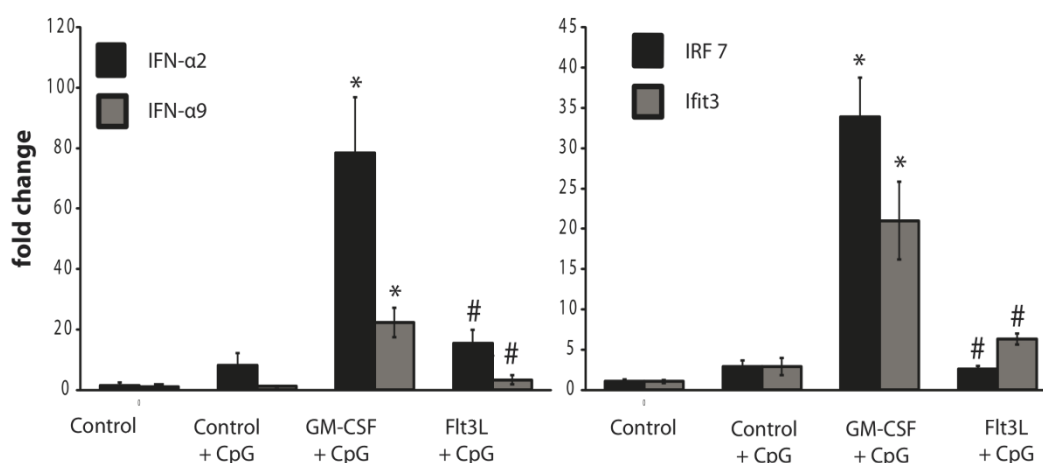 fold change
120
100
80
60
40
20
0
IFN-α2
IFN-α9
*
*
#
#
Control
Control
+ CpG
GM-CSF
+ CpG
Flt3L
+ CpG
45
40
35
30
25
20
15
10
5
0
IRF 7
Ifit3
*
*
#
#
Control
Control
+ CpG
GM-CSF
+ CpG
Flt3L
+ CpG